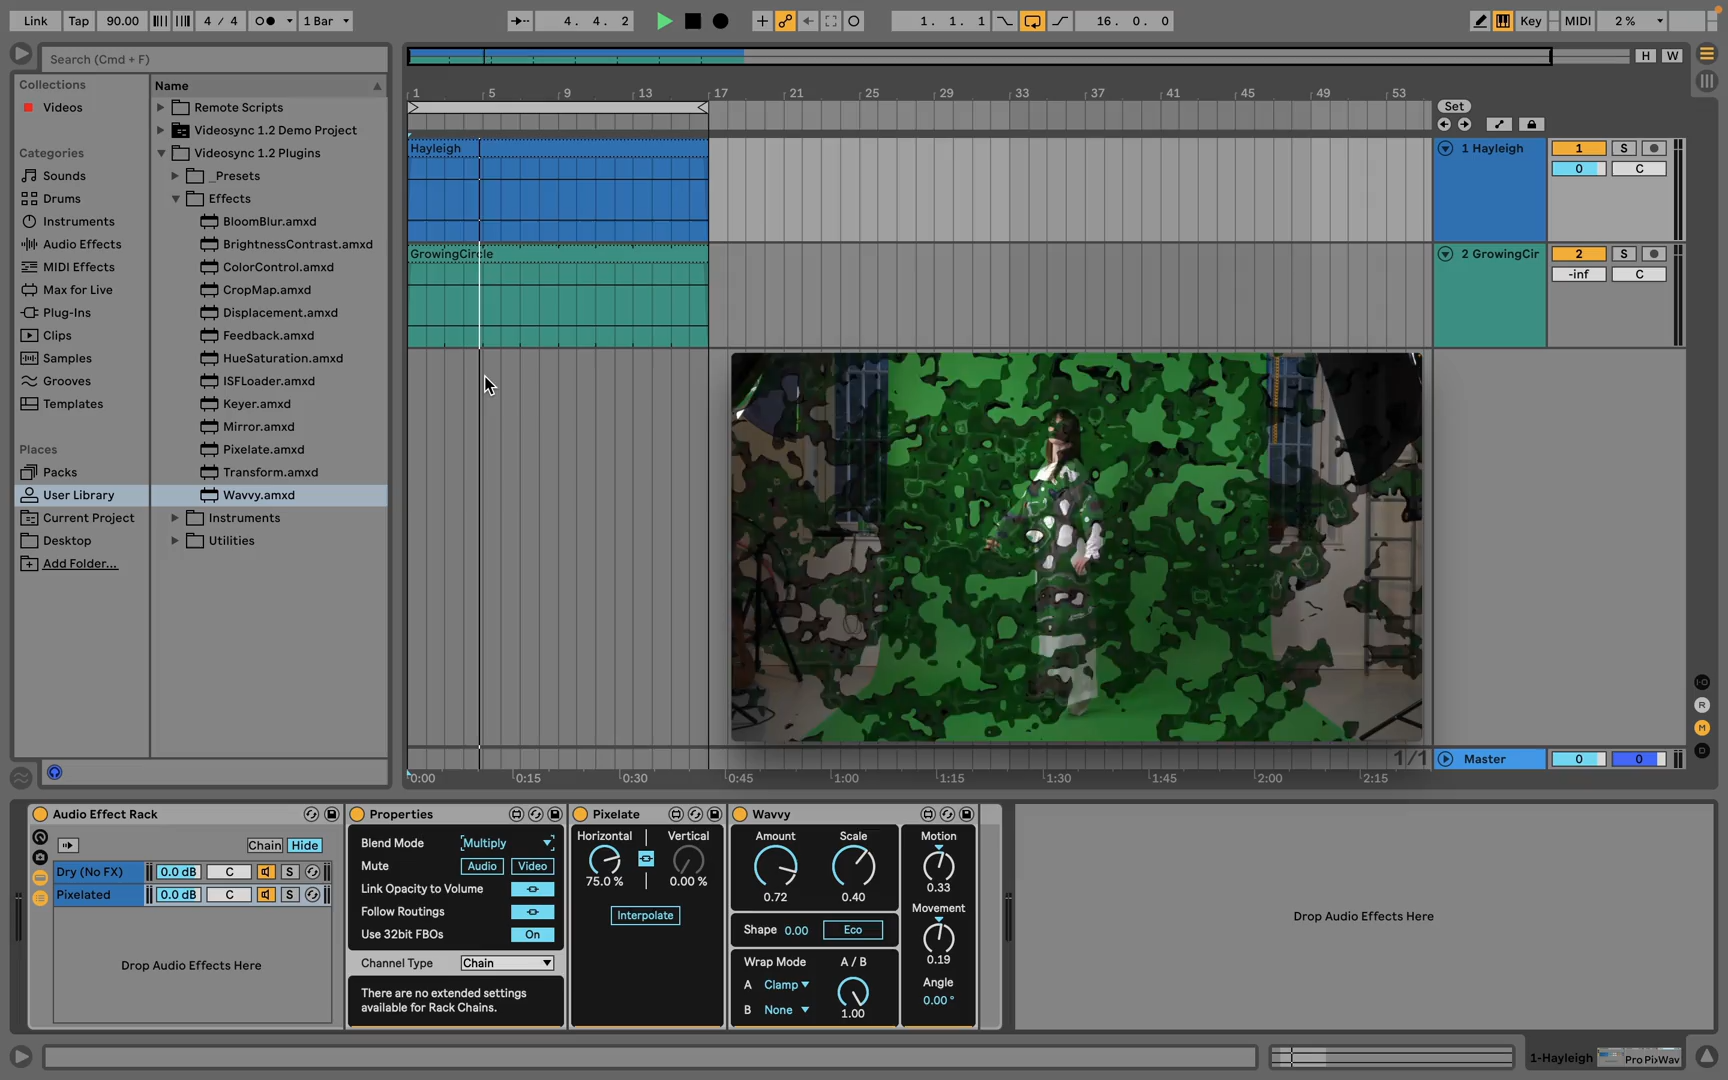 Link Tap 90.00 4 / 4 1 Bar 4. 4. 2 1. 1. 1 16. 0. 0 Key MIDI 2 %
Search (Cmd + F) H W
Collections
Videos
Categories
Sounds
Drums
Instruments
Audio Effects
MIDI Effects
Max for Live
Plug-Ins
Clips
Samples
Grooves
Templates
Places
Packs
User Library
Current Project
Desktop
Add Folder...
Name
Remote Scripts
Videosync 1.2 Demo Project
Videosync 1.2 Plugins
_Presets
Effects
BloomBlur.amxd
BrightnessContrast.amxd
ColorControl.amxd
CropMap.amxd
Displacement.amxd
Feedback.amxd
HueSaturation.amxd
ISFLoader.amxd
Keyer.amxd
Mirror.amxd
Pixelate.amxd
Transform.amxd
Wavvy.amxd
Instruments
Utilities
1 5 9 13 17 21 25 29 33 37 41 45 49 53
Set
Hayleigh
GrowingCircle
1 Hayleigh 1 S
0 C
2 GrowingCir 2 S
-inf C
1/1 Master 0 0
0:00 0:15 0:30 0:45 1:00 1:15 1:30 1:45 2:00 2:15
R
M
D
Audio Effect Rack
Chain Hide
Dry (No FX) 0.0 dB C S
Pixelated 0.0 dB C S
Drop Audio Effects Here
Properties
Blend Mode Multiply
Mute Audio Video
Link Opacity to Volume
Follow Routings
Use 32bit FBOs On
Channel Type Chain
There are no extended settings
available for Rack Chains.
Pixelate
Horizontal Vertical
75.0 % 0.00 %
Interpolate
Wavvy
Amount Scale
0.72 0.40
Shape 0.00 Eco
Wrap Mode A / B
A Clamp
B None 1.00
Motion
0.33
Movement
0.19
Angle
0.00 °
Drop Audio Effects Here
1-Hayleigh